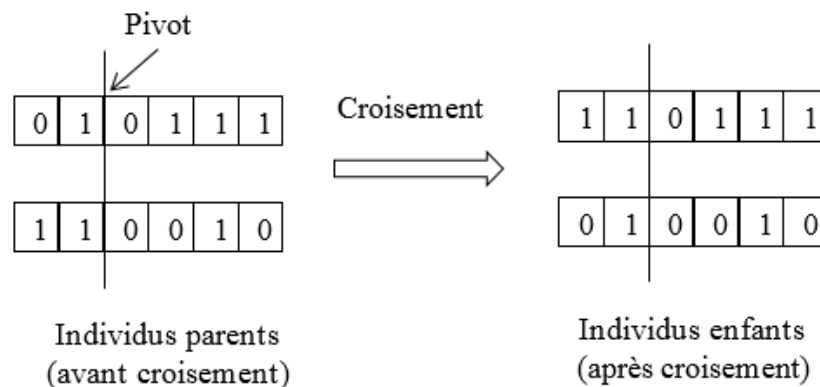 Pivot
0 1 0 1 1 1
Croisement
1 1 0 1 1 1
1 1 0 0 1 0
0 1 0 0 1 0
Individus parents
(avant croisement)
Individus enfants
(après croisement)